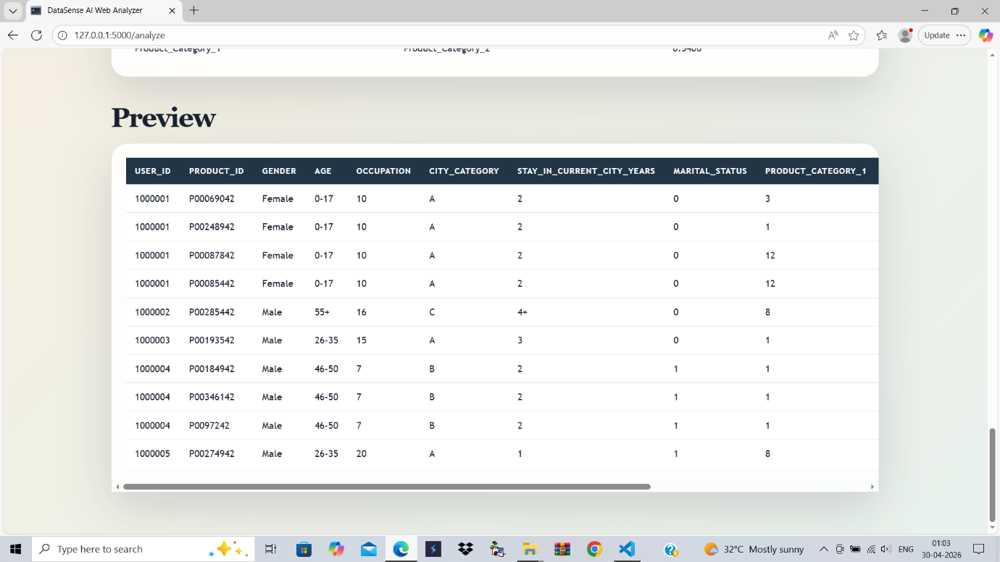 DataSense AI Web Analyzer
127.0.0.1:5000/analyze
Update
Product_Category_1 Product_Category_2 0.5406
Preview
USER_ID PRODUCT_ID GENDER AGE OCCUPATION CITY_CATEGORY STAY_IN_CURRENT_CITY_YEARS MARITAL_STATUS PRODUCT_CATEGORY_1
1000001 P00069042 Female 0-17 10 A 2 0 3
1000001 P00248942 Female 0-17 10 A 2 0 1
1000001 P00087842 Female 0-17 10 A 2 0 12
1000001 P00085442 Female 0-17 10 A 2 0 12
1000002 P00285442 Male 55+ 16 C 4+ 0 8
1000003 P00193542 Male 26-35 15 A 3 0 1
1000004 P00184942 Male 46-50 7 B 2 1 1
1000004 P00346142 Male 46-50 7 B 2 1 1
1000004 P0097242 Male 46-50 7 B 2 1 1
1000005 P00274942 Male 26-35 20 A 1 1 8
Type here to search
32°C Mostly sunny
ENG
01:03
30-04-2026